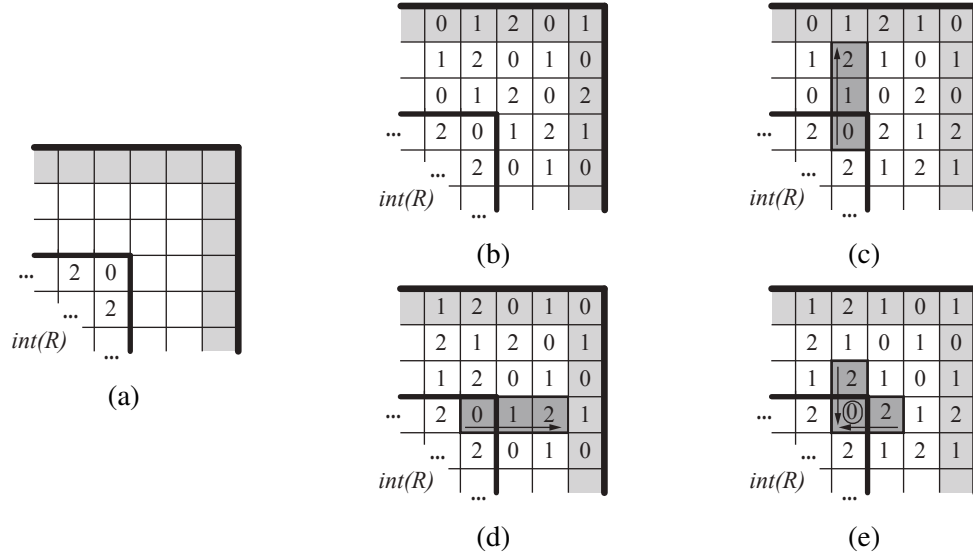 0 1 2 0 1
1 2 0 1 0
0 1 2 0 2
... 2 0 1 2 1
... 2 0 1 0
int(R)
...
(b)
0 1 2 1 0
1 2 1 0 1
0 1 0 2 0
... 2 0 2 1 2
... 2 1 2 1
int(R)
...
(c)
... 2 0
... 2
int(R)
...
(a)
1 2 0 1 0
2 1 2 0 1
1 2 0 1 0
... 2 0 1 2 1
... 2 0 1 0
int(R)
...
(d)
1 2 1 0 1
2 1 0 1 0
1 2 1 0 1
... 2 0 2 1 2
... 2 1 2 1
int(R)
...
(e)